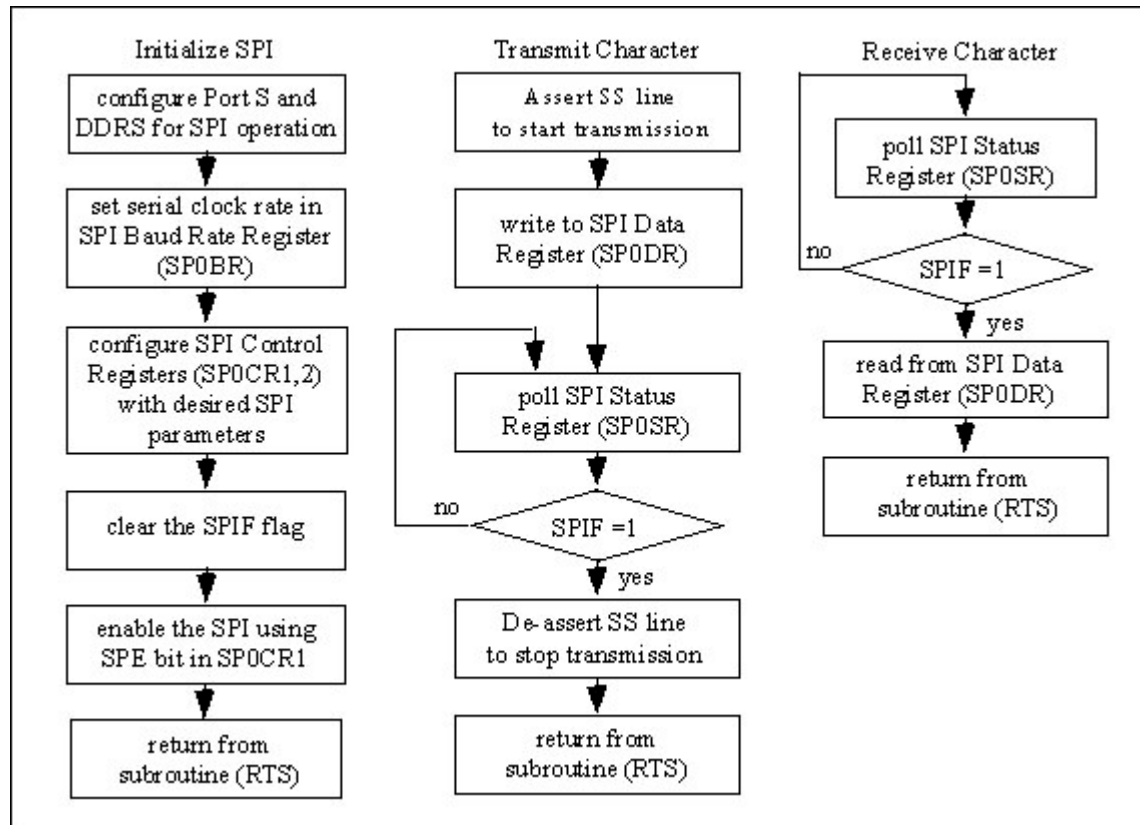 Initialize SPI
configure Port S and
DDRS for SPI operation
set serial clock rate in
SPI Baud Rate Register
(SP0BR)
configure SPI Control
Registers (SP0CR1,2)
with desired SPI
parameters
clear the SPIF flag
enable the SPI using
SPE bit in SP0CR1
return from
subroutine (RTS)
Transmit Character
Assert SS line
to start transmission
write to SPI Data
Register (SP0DR)
poll SPI Status
Register (SP0SR)
no
SPIF =1
yes
De-assert SS line
to stop transmission
return from
subroutine (RTS)
Receive Character
poll SPI Status
Register (SP0SR)
no
SPIF =1
yes
read from SPI Data
Register (SP0DR)
return from
subroutine (RTS)